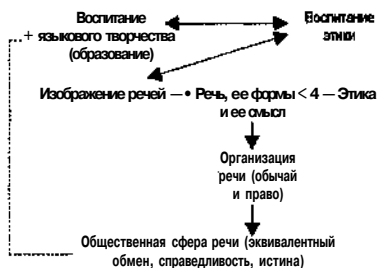 Воспитание
+ языкового творчества
(образование)
Воспитание
этики
Изображение речей —• Речь, ее формы < 4 — Этика
и ее смысл
Организация
речи (обычай
и право)
Общественная сфера речи (эквивалентный
обмен, справедливость, истина)